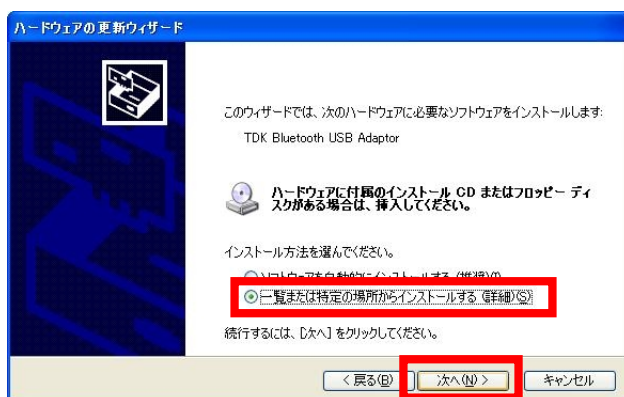 ハードウェアの更新ウィザード
このウィザードでは、次のハードウェアに必要なソフトウェアをインストールします:
TDK Bluetooth USB Adaptor
ハードウェアに付属のインストール CD またはフロッピー ディ
スクがある場合は、挿入してください。
インストール方法を選んでください。
ソフトウェアを自動的にインストールする (推奨)(I)
一覧または特定の場所からインストールする (詳細)(S)
続行するには、[次へ] をクリックしてください。
< 戻る(B)
次へ(N) >
キャンセル